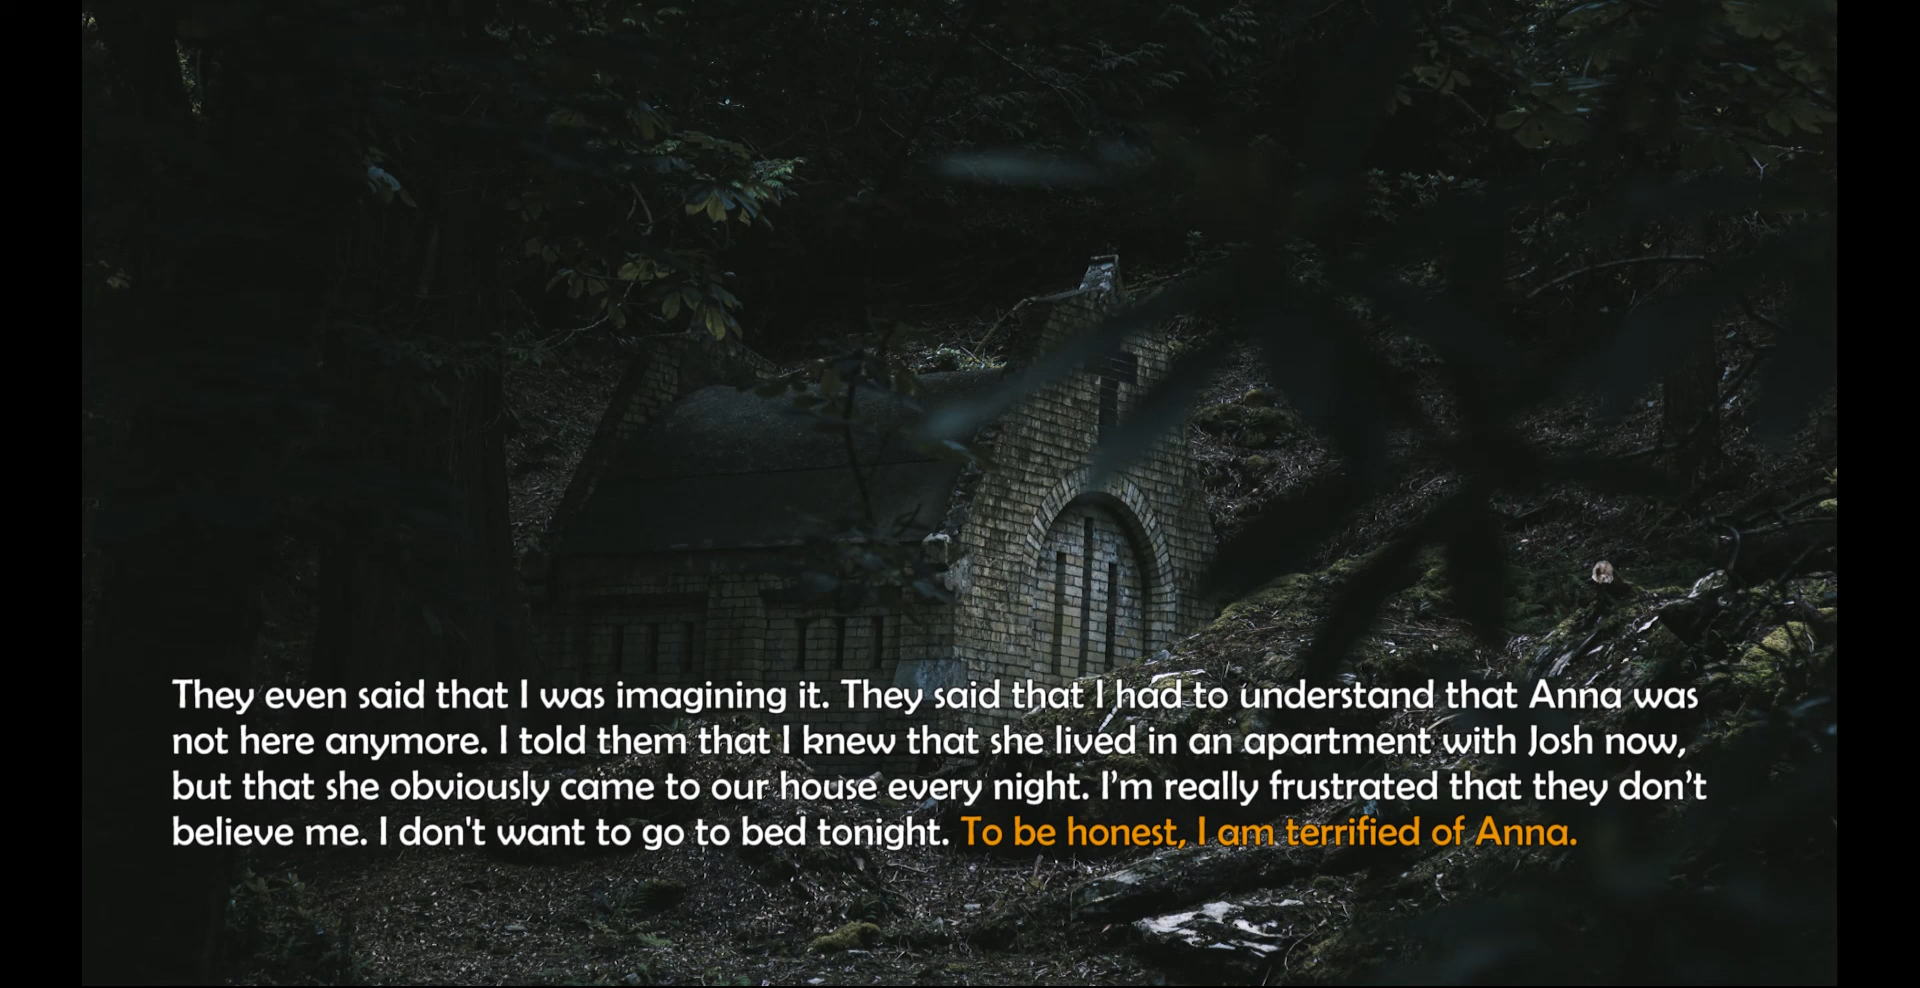 They even said that I was imagining it. They said that I had to understand that Anna was
not here anymore. I told them that I knew that she lived in an apartment with Josh now,
but that she obviously came to our house every night. I’m really frustrated that they don’t
believe me. I don't want to go to bed tonight. To be honest, I am terrified of Anna.